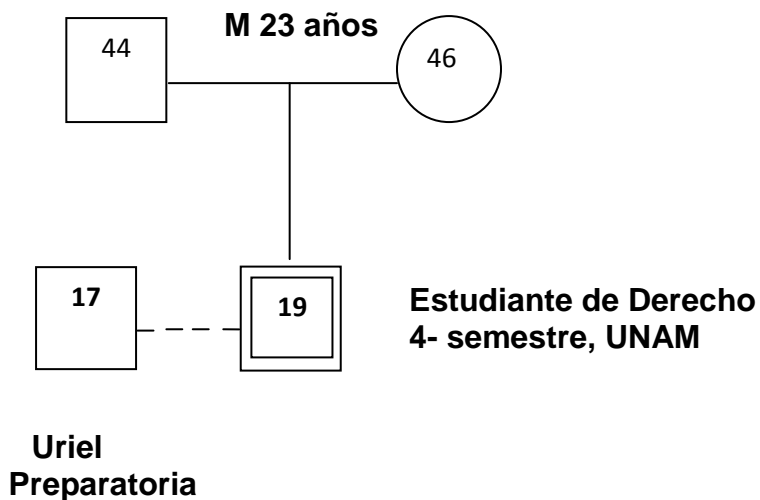 M 23 años
44
46
17
19
Estudiante de Derecho
4- semestre, UNAM
Uriel
Preparatoria